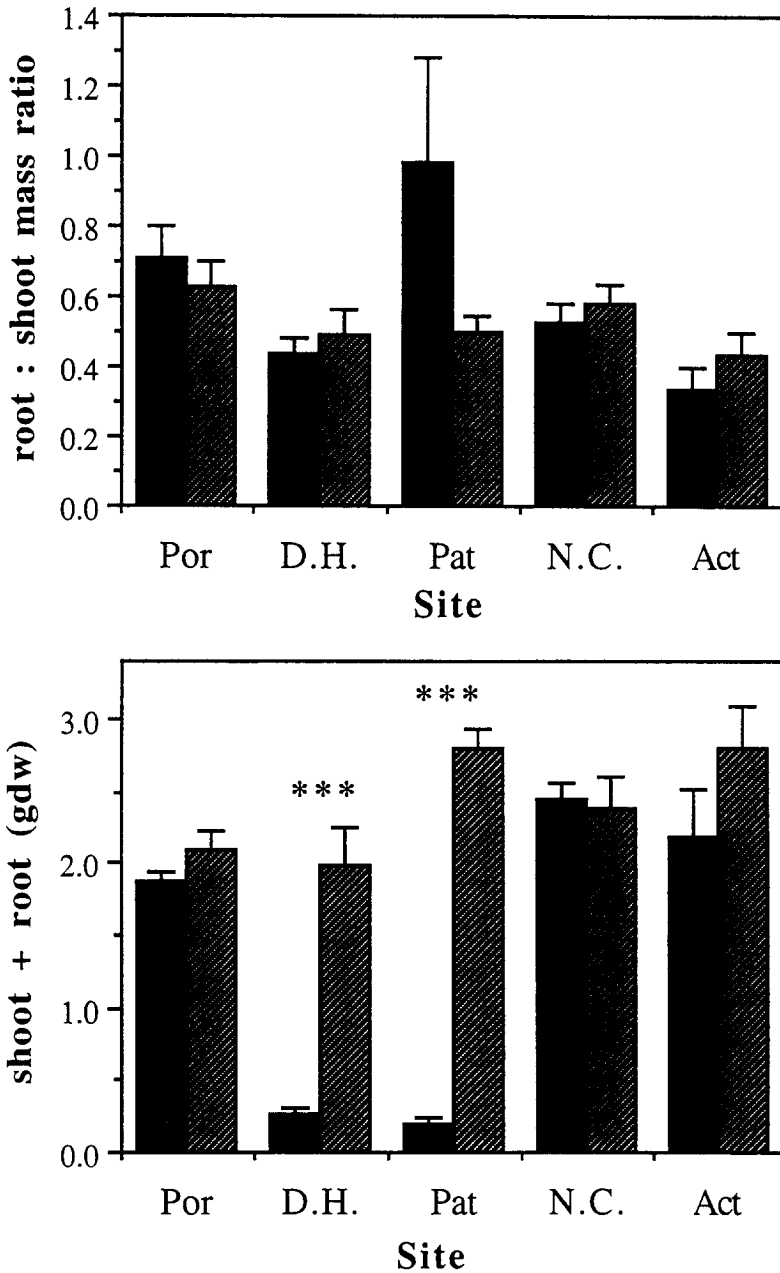 root : shoot mass ratio
1.4
1.2
1.0
0.8
0.6
0.4
0.2
0.0
Por D.H. Pat N.C. Act
Site
shoot + root (gdw)
3.0
2.0
1.0
0.0
***
***
Por D.H. Pat N.C. Act
Site